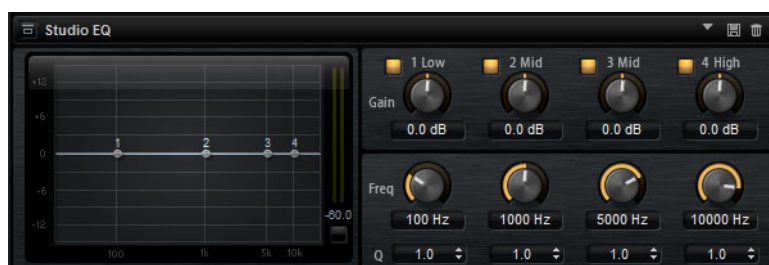 Studio EQ
1 Low 2 Mid 3 Mid 4 High
+12
+6
0
-6
-12
1 2 3 4
100 1k 5k 10k
-60.0
Gain
0.0 dB 0.0 dB 0.0 dB 0.0 dB
Freq
100 Hz 1000 Hz 5000 Hz 10000 Hz
Q 1.0 1.0 1.0 1.0